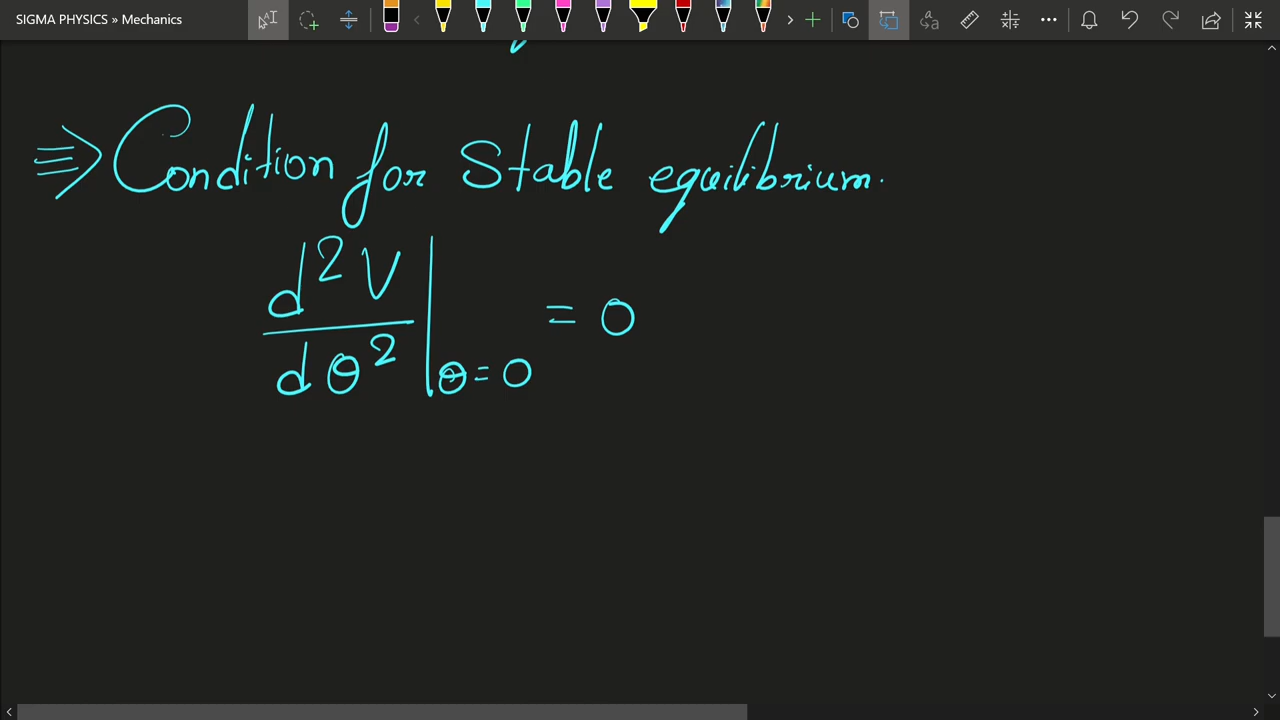 SIGMA PHYSICS » Mechanics
⇒ Condition for Stable equilibrium.
d²V/dθ² |θ=0 = 0